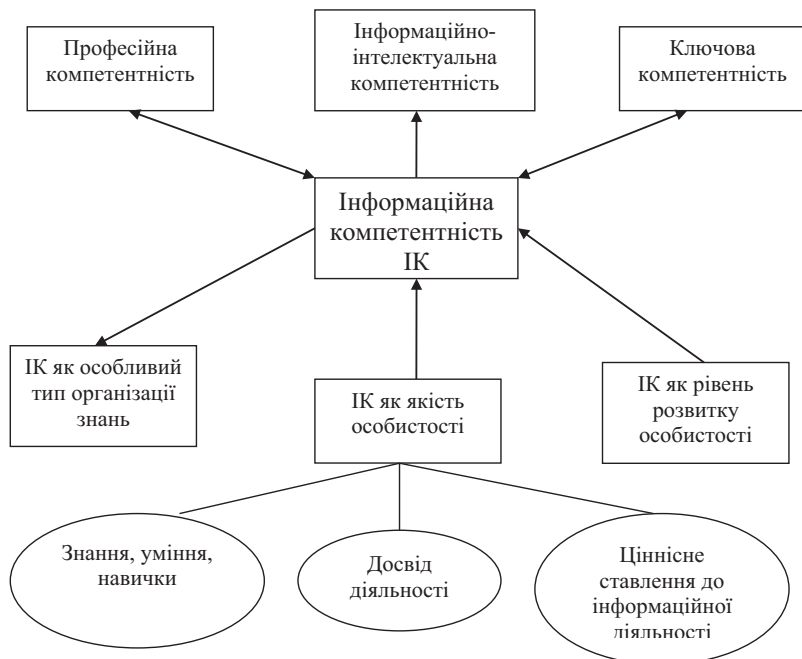 Професійна
компетентність
Інформаційно-
інтелектуальна
компетентність
Ключова
компетентність
Інформаційна
компетентність
ІК
ІК як особливий
тип організації
знань
ІК як якість
особистості
ІК як рівень
розвитку
особистості
Знання, уміння,
навички
Досвід
діяльності
Ціннісне
ставлення до
інформаційної
діяльності